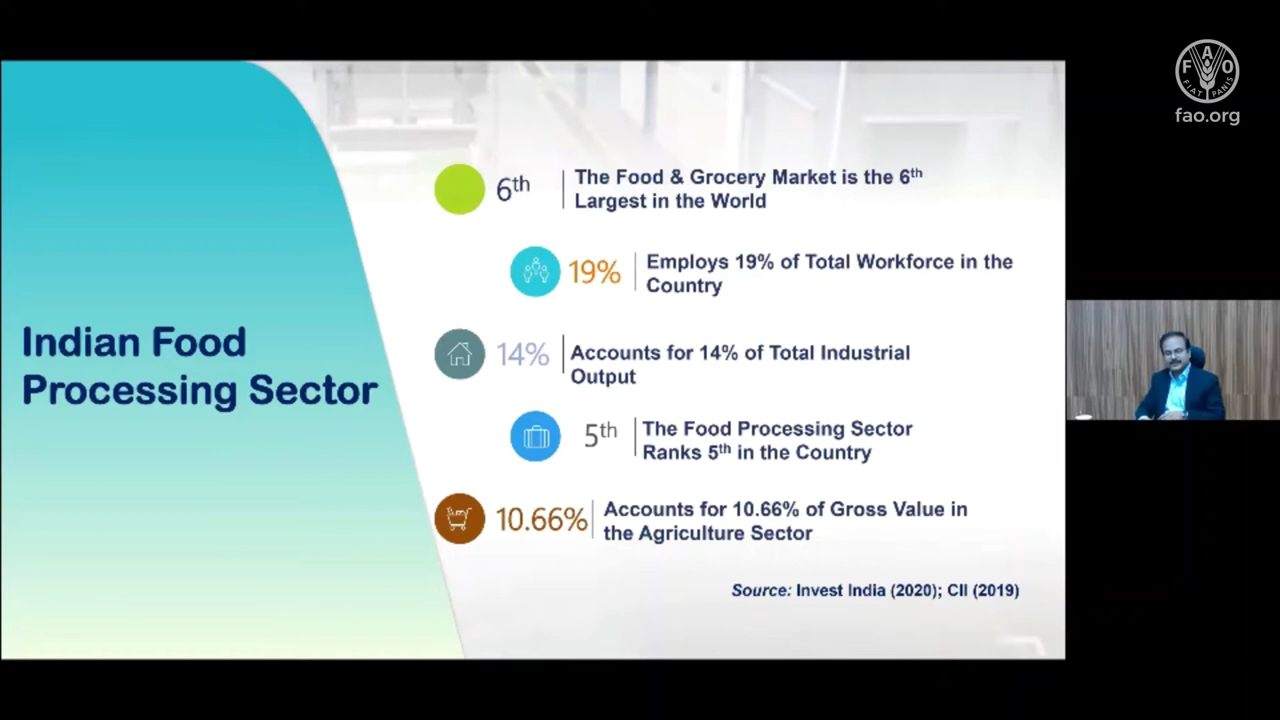 F A O
FIAT PANIS
fao.org
Indian Food
Processing Sector
6th
The Food & Grocery Market is the 6th
Largest in the World
19%
Employs 19% of Total Workforce in the
Country
14%
Accounts for 14% of Total Industrial
Output
5th
The Food Processing Sector
Ranks 5th in the Country
10.66%
Accounts for 10.66% of Gross Value in
the Agriculture Sector
Source: Invest India (2020); CII (2019)